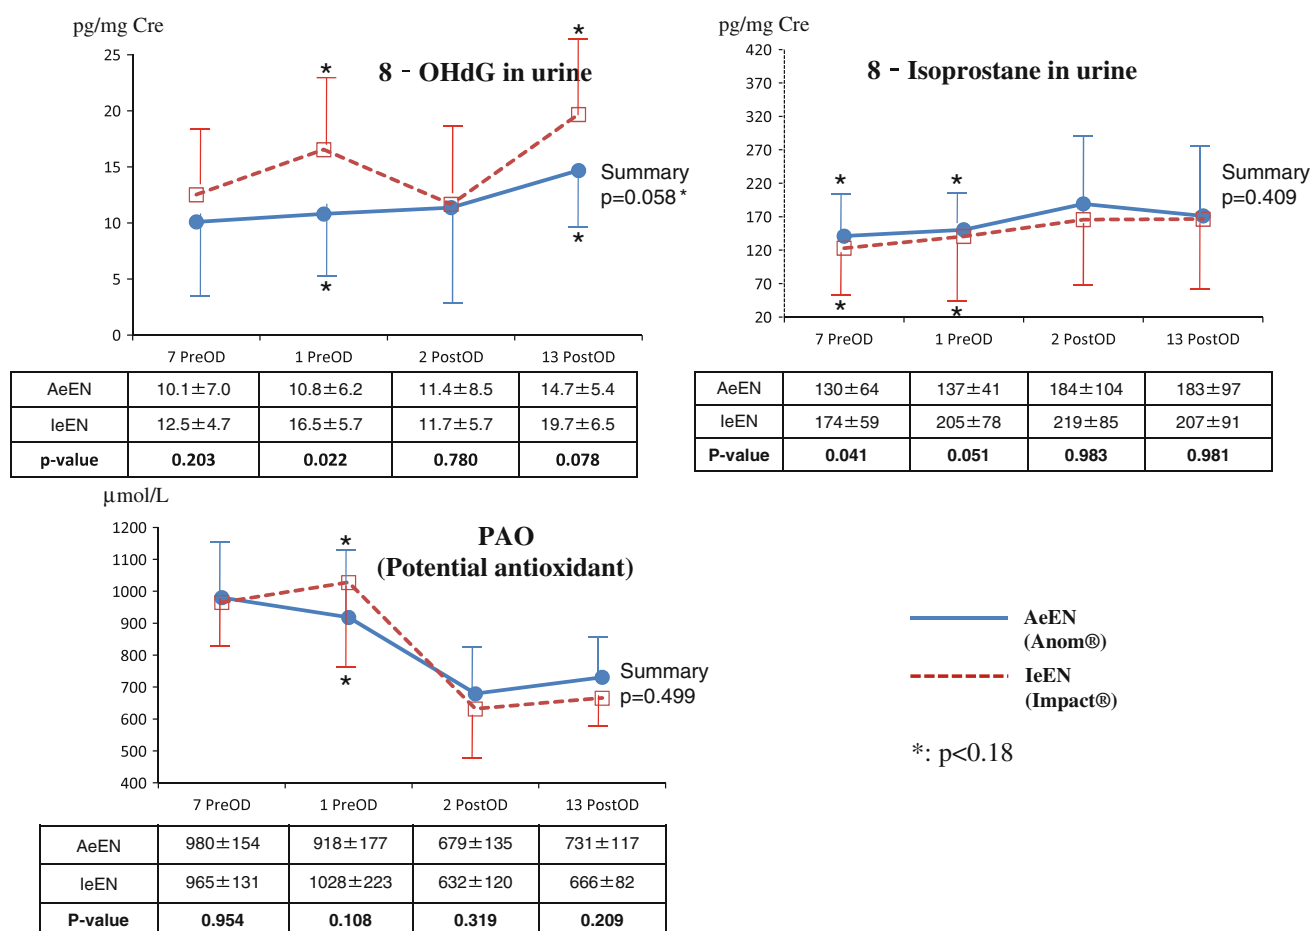 pg/mg Cre
8 - OHdG in urine
25
20
15
10
5
0
*
*
*
*
Summary
p=0.058 *
7 PreOD 1 PreOD 2 PostOD 13 PostOD
AeEN 10.1±7.0 10.8±6.2 11.4±8.5 14.7±5.4
IeEN 12.5±4.7 16.5±5.7 11.7±5.7 19.7±6.5
p-value 0.203 0.022 0.780 0.078
pg/mg Cre
8 - Isoprostane in urine
420
370
320
270
220
170
120
70
20
*
*
*
*
Summary
p=0.409
7 PreOD 1 PreOD 2 PostOD 13 PostOD
AeEN 130±64 137±41 184±104 183±97
IeEN 174±59 205±78 219±85 207±91
P-value 0.041 0.051 0.983 0.981
μmol/L
PAO
(Potential antioxidant)
1200
1100
1000
900
800
700
600
500
400
*
*
Summary
p=0.499
7 PreOD 1 PreOD 2 PostOD 13 PostOD
AeEN 980±154 918±177 679±135 731±117
IeEN 965±131 1028±223 632±120 666±82
P-value 0.954 0.108 0.319 0.209
AeEN
(Anom®)
IeEN
(Impact®)
*: p<0.18